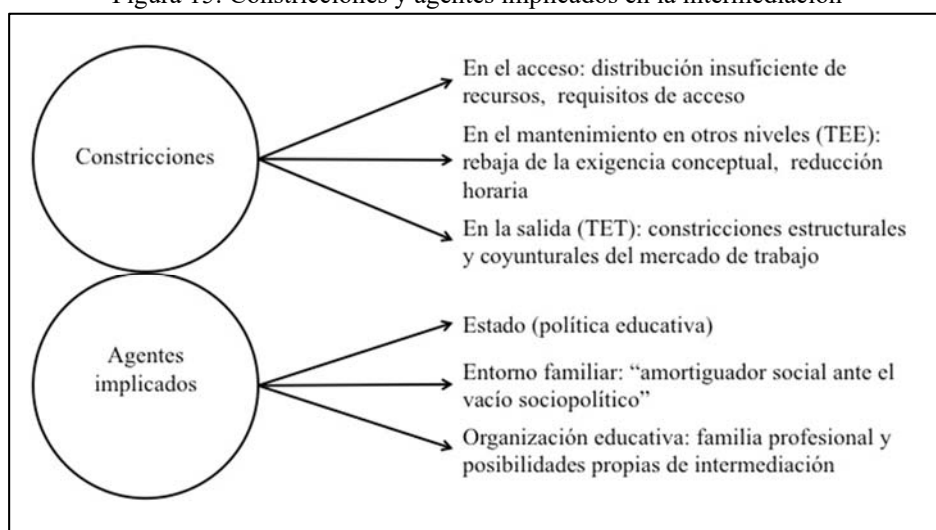 Figura 15. Constricciones y agentes implicados en la intermediación
Constricciones
En el acceso: distribución insuficiente de
recursos, requisitos de acceso
En el mantenimiento en otros niveles (TEE):
rebaja de la exigencia conceptual, reducción
horaria
En la salida (TET): constricciones estructurales
y coyunturales del mercado de trabajo
Agentes
implicados
Estado (política educativa)
Entorno familiar: “amortiguador social ante el
vacío sociopolítico”
Organización educativa: familia profesional y
posibilidades propias de intermediación